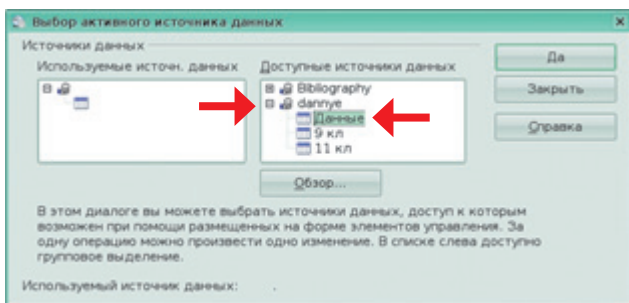 Выбор активного источника данных
Источники данных
Используемые источн. данных
Доступные источники данных
Bibliography
dannye
Данные
9 кл
11 кл
Да
Закрыть
Справка
Обзор...
В этом диалоге вы можете выбрать источники данных, доступ к которым
возможен при помощи размещенных на форме элементов управления. За
одну операцию можно произвести одно изменение. В списке слева доступно
групповое выделение.
Используемый источник данных: .